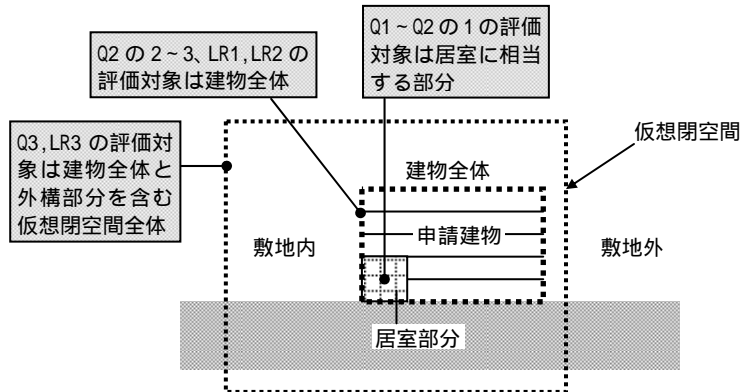 Q1～Q2の1の評価
対象は居室に相当
する部分
Q2の2～3、LR1,LR2の
評価対象は建物全体
Q3,LR3の評価対
象は建物全体と
外構部分を含む
仮想閉空間全体
仮想閉空間
建物全体
申請建物
敷地内
敷地外
居室部分